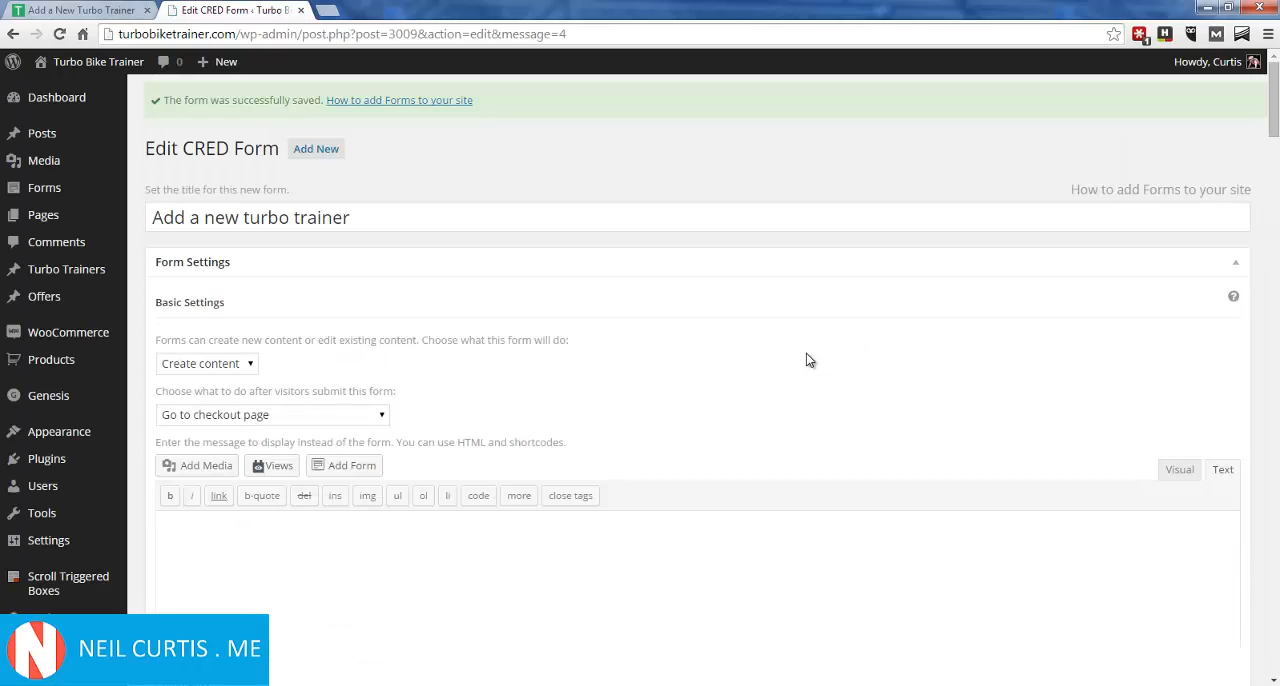 Add a New Turbo Trainer
Edit CRED Form ‹ Turbo B
turbobiketrainer.com/wp-admin/post.php?post=3009&action=edit&message=4
Turbo Bike Trainer
0
New
Howdy, Curtis
Dashboard
Posts
Media
Forms
Pages
Comments
Turbo Trainers
Offers
WooCommerce
Products
Genesis
Appearance
Plugins
Users
Tools
Settings
Scroll Triggered
Boxes
The form was successfully saved. How to add Forms to your site
Edit CRED Form
Add New
Set the title for this new form.
How to add Forms to your site
Add a new turbo trainer
Form Settings
Basic Settings
Forms can create new content or edit existing content. Choose what this form will do:
Create content
Choose what to do after visitors submit this form:
Go to checkout page
Enter the message to display instead of the form. You can use HTML and shortcodes.
Add Media
Views
Add Form
Visual
Text
b
i
link
b-quote
del
ins
img
ul
ol
li
code
more
close tags
NEIL CURTIS . ME